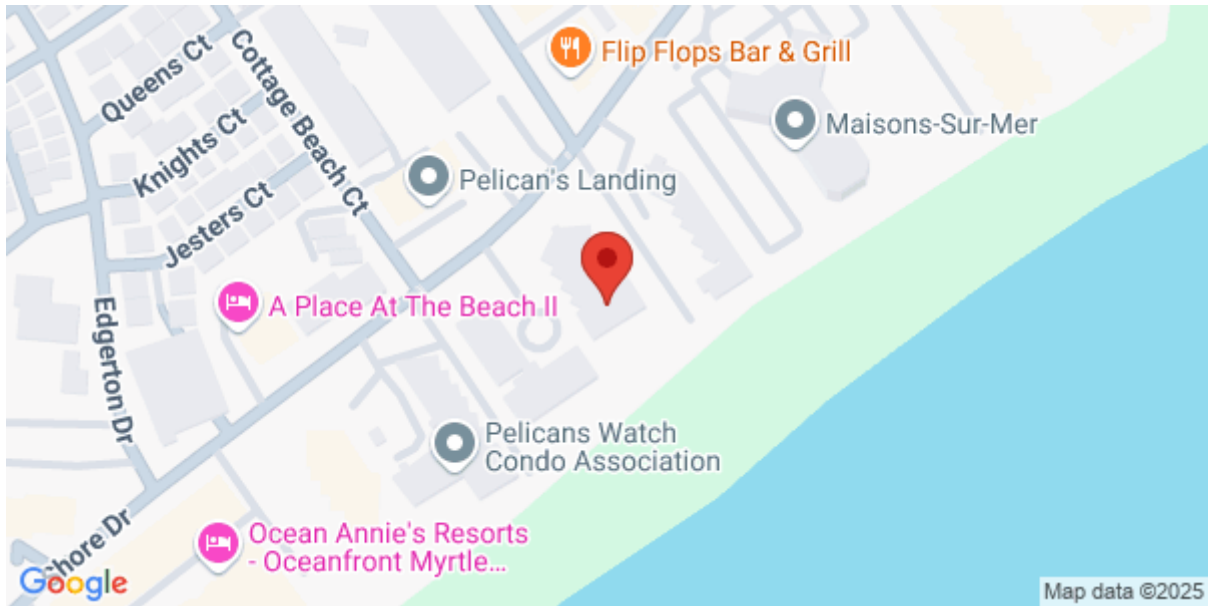 Queens Ct
Cottage Beach Ct
Flip Flops Bar & Grill
Knights Ct
Maisons-Sur-Mer
Jesters Ct
Pelican's Landing
A Place At The Beach II
Edgerton Dr
Pelicans Watch
Condo Association
Ocean Annie's Resorts
- Oceanfront Myrtle...
Shore Dr
Google
Map data ©2025